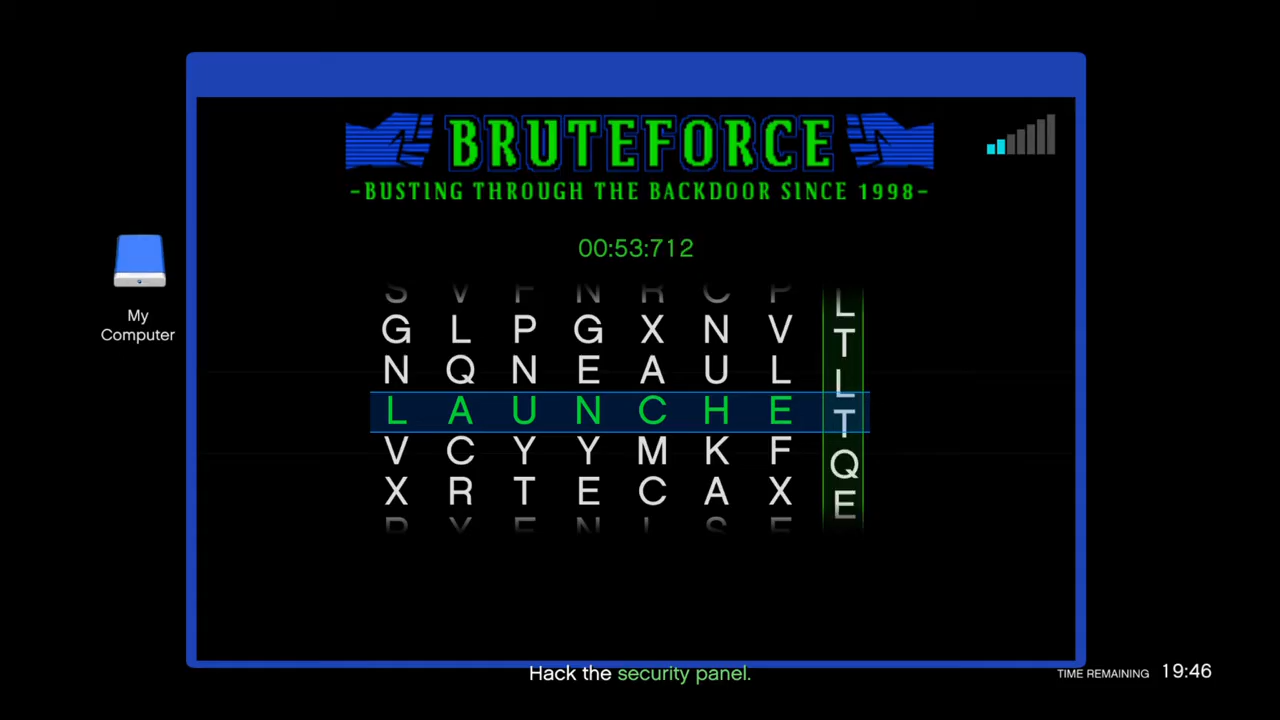 BRUTEFORCE
-BUSTING THROUGH THE BACKDOOR SINCE 1998-
00:53:712
My
Computer
S V F N R C P L
G L P G X N V T
N Q N E A U L L
L A U N C H E T
V C Y Y M K F Q
X R T E C A X E
Hack the security panel.
TIME REMAINING 19:46